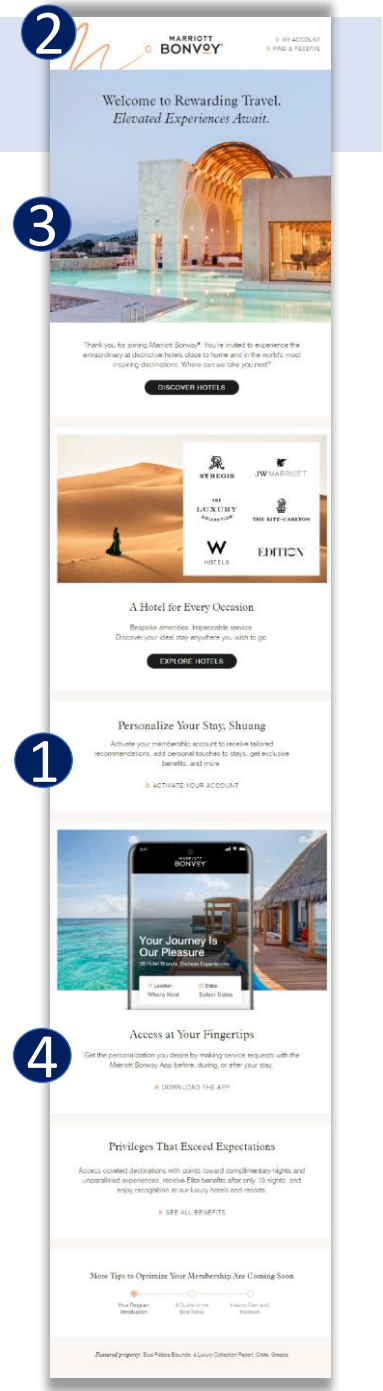 2
MARRIOTT
BONVOY
MY ACCOUNT
FIND & RESERVE
Welcome to Rewarding Travel.
Elevated Experiences Await.
3
Thank you for joining Marriott Bonvoy®. You're invited to experience the
extraordinary at distinctive hotels close to home and in the world's most
inspiring destinations. Where can we take you next?
DISCOVER HOTELS
ST REGIS
JW MARRIOTT
THE
LUXURY
COLLECTION
THE RITZ-CARLTON
W
HOTELS
EDITION
A Hotel for Every Occasion
Bespoke amenities. Impeccable service.
Discover your ideal stay anywhere you wish to go.
EXPLORE HOTELS
Personalize Your Stay, Shuang
1
Activate your membership account to receive tailored
recommendations, add personal touches to stays, get exclusive
benefits, and more.
ACTIVATE YOUR ACCOUNT
MARRIOTT
BONVOY
Your Journey Is
Our Pleasure
30 Hotel Brands. Endless Experiences.
Location
Dates
Where Next
Select Dates
Access at Your Fingertips
4
Get the personalization you desire by making service requests with the
Marriott Bonvoy App before, during, or after your stay.
DOWNLOAD THE APP
Privileges That Exceed Expectations
Access coveted destinations with points toward complimentary nights and
unparalleled experiences, receive Elite benefits after only 10 nights, and
enjoy recognition at our luxury hotels and resorts.
SEE ALL BENEFITS
More Tips to Optimize Your Membership Are Coming Soon
Your Program
Introduction
A Guide to the
Best Rates
How to Earn and
Redeem
Featured property: Blue Palace Elounda, a Luxury Collection Resort, Crete, Greece